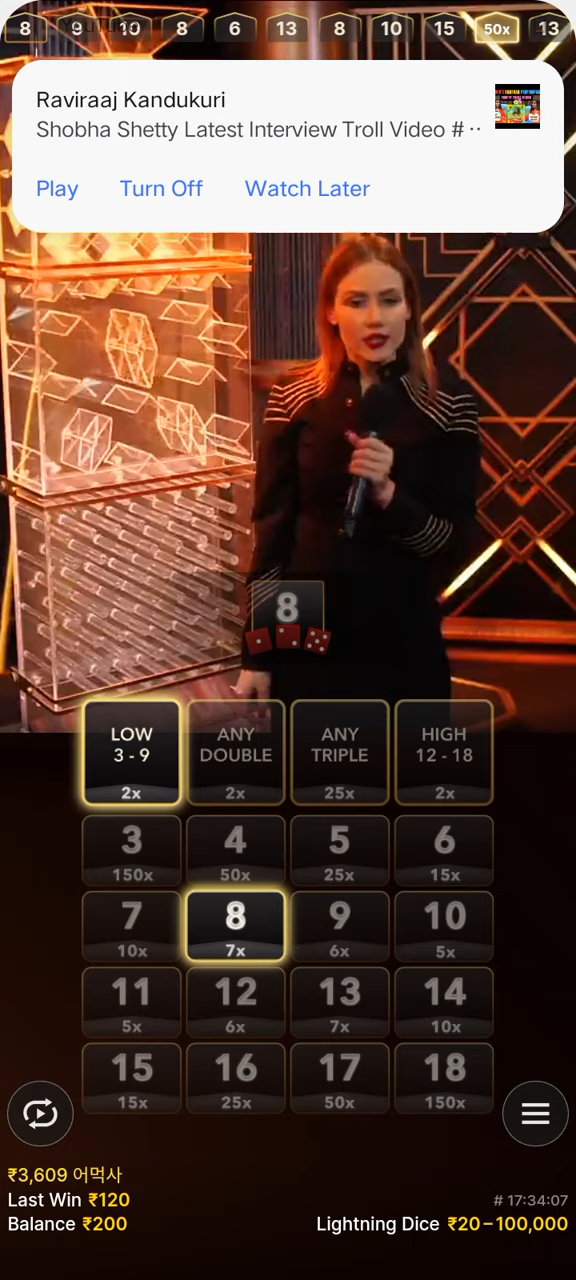 8 9 8 6 13 8 10 15 50x 13
Raviraaj Kandukuri
Shobha Shetty Latest Interview Troll Video # ··
Play Turn Off Watch Later
8
LOW 3 - 9 2x
ANY DOUBLE 2x
ANY TRIPLE 25x
HIGH 12 - 18 2x
3 4 5 6
150x 50x 25x 15x
7 8 9 10
10x 7x 6x 5x
11 12 13 14
5x 6x 7x 10x
15 16 17 18
15x 25x 50x 150x
₹3,609 어먹사
Last Win ₹120
# 17:34:07
Balance ₹200
Lightning Dice ₹20–100,000